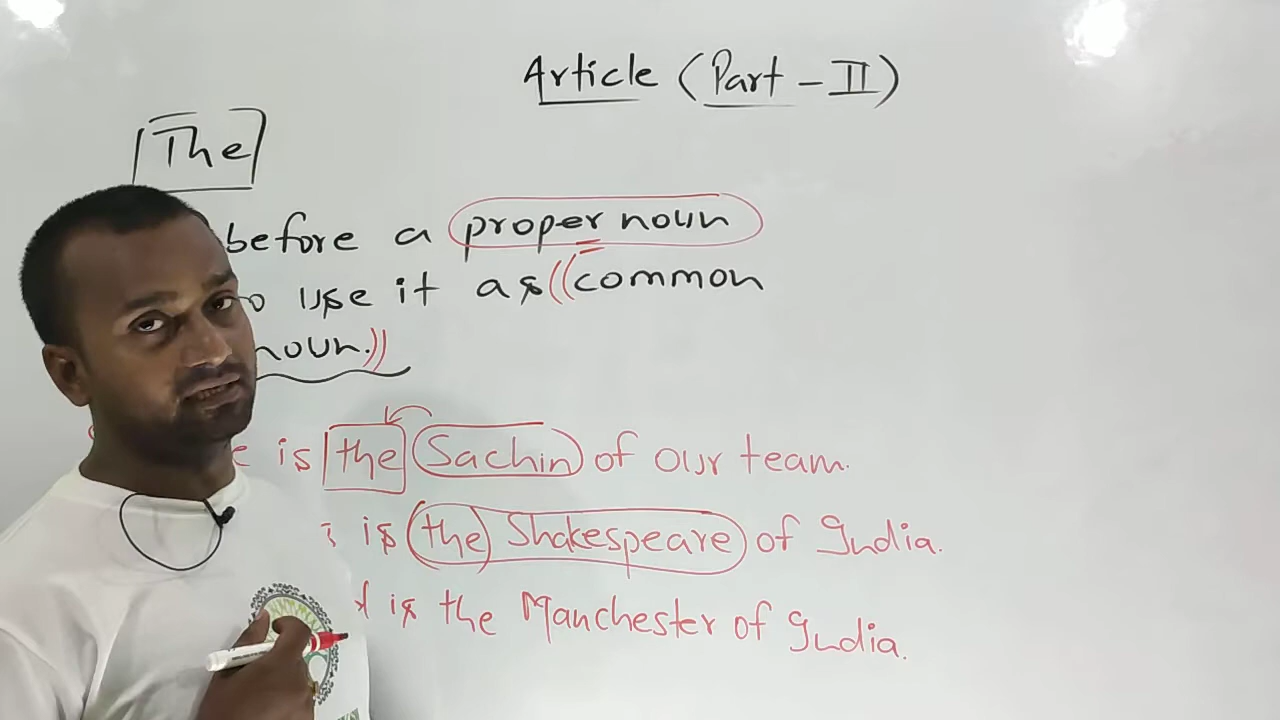 Article (Part - II)
The
before a proper noun
use it as ((common
noun.))
is the Sachin of our team.
is (the) Shakespeare of India.
is the Manchester of India.